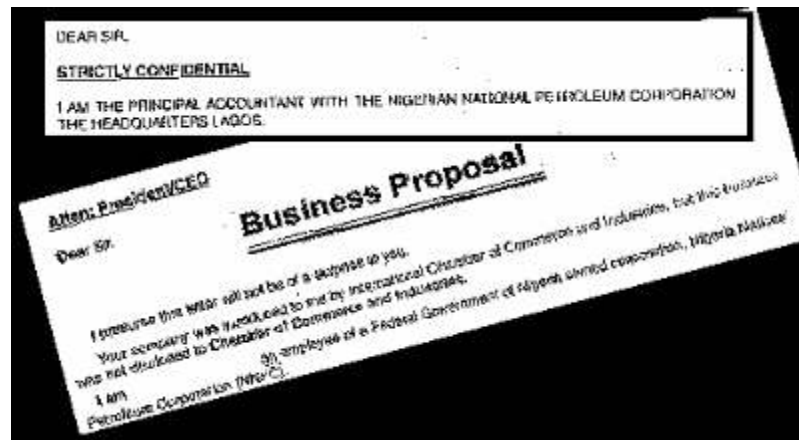 DEAR SIR,
STRICTLY CONFIDENTIAL
I AM THE PRINCIPAL ACCOUNTANT WITH THE NIGERIAN NATIONAL PETROLEUM CORPORATION
THE HEADQUARTERS LAGOS.
Atten: President/CEO
Business Proposal
Dear Sir,
I presume this letter will not be of a surprise to you.
Your company was introduced to me by International Chamber of Commerce and Industries, but this business
was not disclosed to Chamber of Commerce and Industries.
I am an employee of a Federal Government of Nigeria owned corporation, Nigeria National
Petroleum Corporation (NNPC).